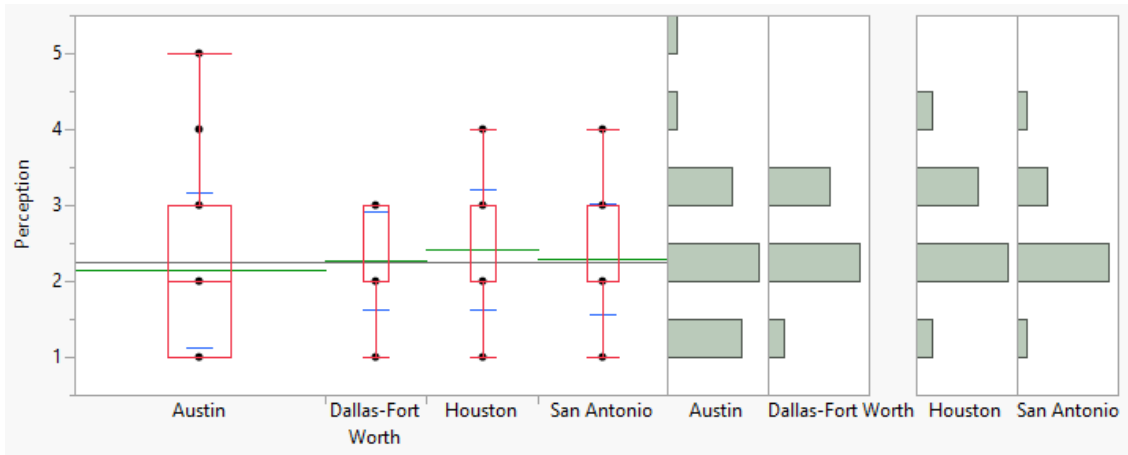 Perception
5
4
3
2
1
Austin
Dallas-Fort
Worth
Houston
San Antonio
Austin
Dallas-Fort Worth
Houston
San Antonio